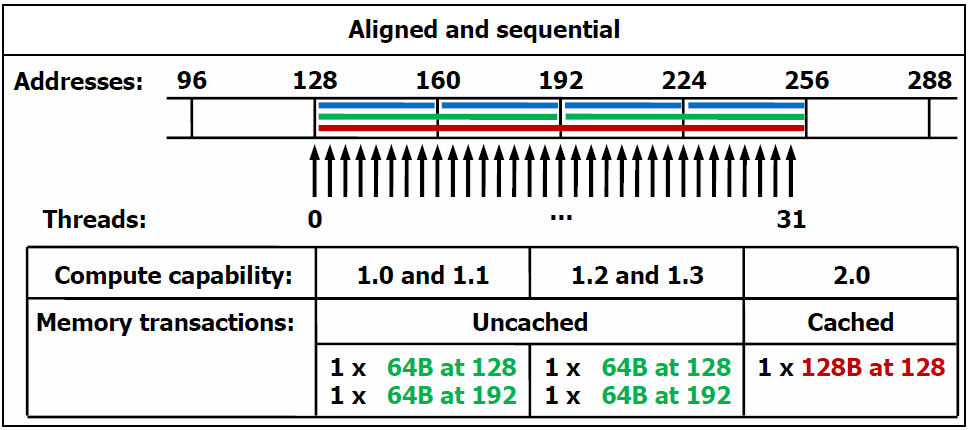 Aligned and sequential
Addresses: 96 128 160 192 224 256 288
Threads: 0 ... 31
Compute capability: 1.0 and 1.1 1.2 and 1.3 2.0
Memory transactions: Uncached Cached
1 x 64B at 128 1 x 64B at 128 1 x 128B at 128
1 x 64B at 192 1 x 64B at 192